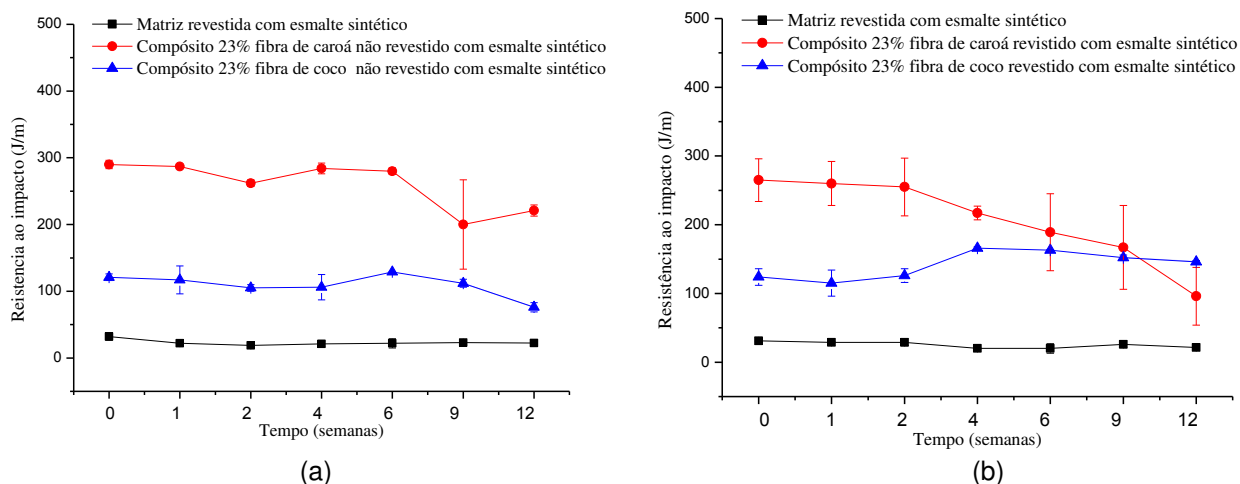 Matriz revestida com esmalte sintético
Compósito 23% fibra de caroá não revestido com esmalte sintético
Compósito 23% fibra de coco não revestido com esmalte sintético
500
400
300
200
100
0
Reistencia ao impacto (J/m)
0 1 2 4 6 9 12
Tempo (semanas)
(a)
Matriz revestida com esmalte sintético
Compósito 23% fibra de caroá revistido com esmalte sintético
Compósito 23% fibra de coco revestido com esmalte sintético
500
400
300
200
100
0
Resistência ao impacto (J/m)
0 1 2 4 6 9 12
Tempo (semanas)
(b)